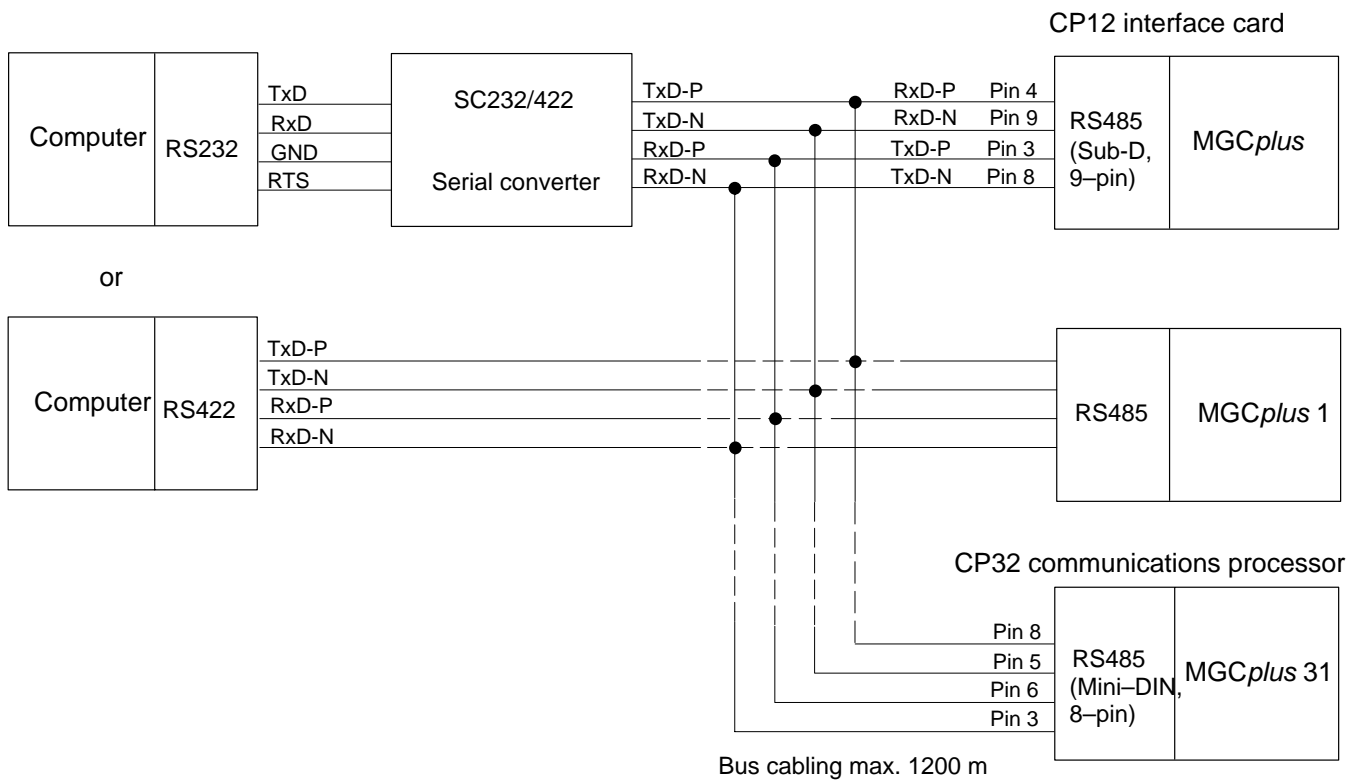 CP12 interface card
Computer
RS232
TxD
RxD
GND
RTS
SC232/422
Serial converter
TxD-P
TxD-N
RxD-P
RxD-N
RxD-P Pin 4
RxD-N Pin 9
TxD-P Pin 3
TxD-N Pin 8
RS485
(Sub-D,
9–pin)
MGCplus
or
Computer
RS422
TxD-P
TxD-N
RxD-P
RxD-N
RS485
MGCplus 1
CP32 communications processor
Pin 8
Pin 5
Pin 6
Pin 3
RS485
(Mini–DIN,
8–pin)
MGCplus 31
Bus cabling max. 1200 m